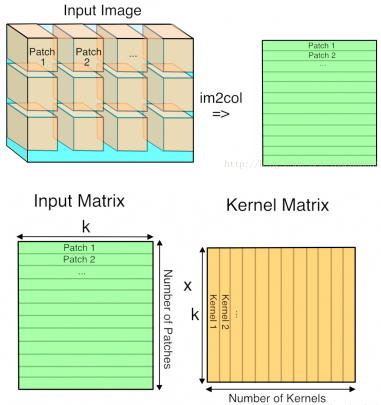 Input Image
Patch 1
Patch 2
...
im2col
=>
Patch 1
Patch 2
...
http://
Input Matrix
k
Patch 1
Patch 2
...
Number of Patches
x
Kernel Matrix
k
Kernel 1
Kernel 2
...
Number of Kernels